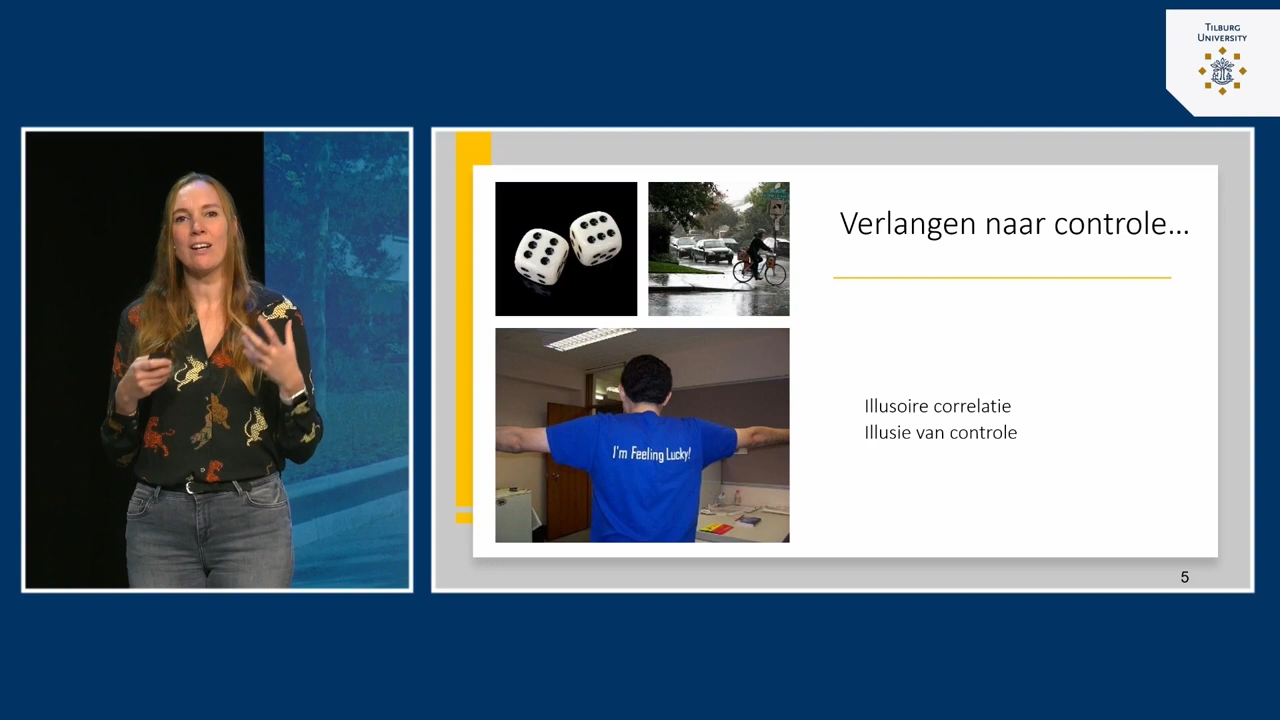 TILBURG
UNIVERSITY
Verlangen naar controle...
I'm Feeling Lucky!
Illusoire correlatie
Illusie van controle
5